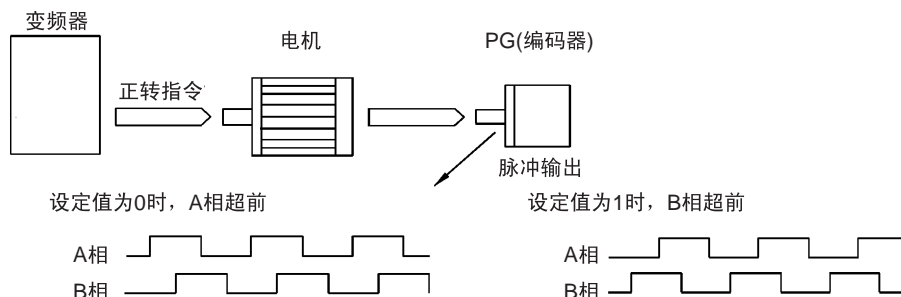 变频器
电机
PG(编码器)
正转指令
脉冲输出
设定值为0时，A相超前
设定值为1时，B相超前
A相
A相
B相
B相